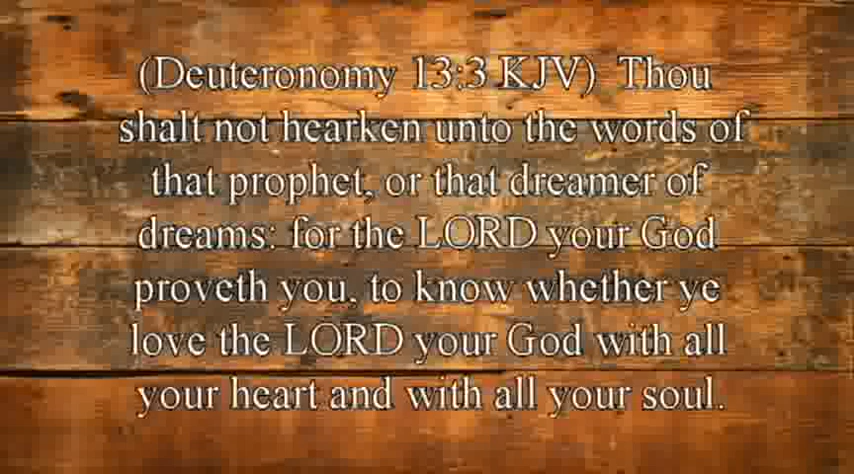 (Deuteronomy 13:3 KJV)  Thou
shalt not hearken unto the words of
that prophet, or that dreamer of
dreams: for the LORD your God
proveth you, to know whether ye
love the LORD your God with all
your heart and with all your soul.